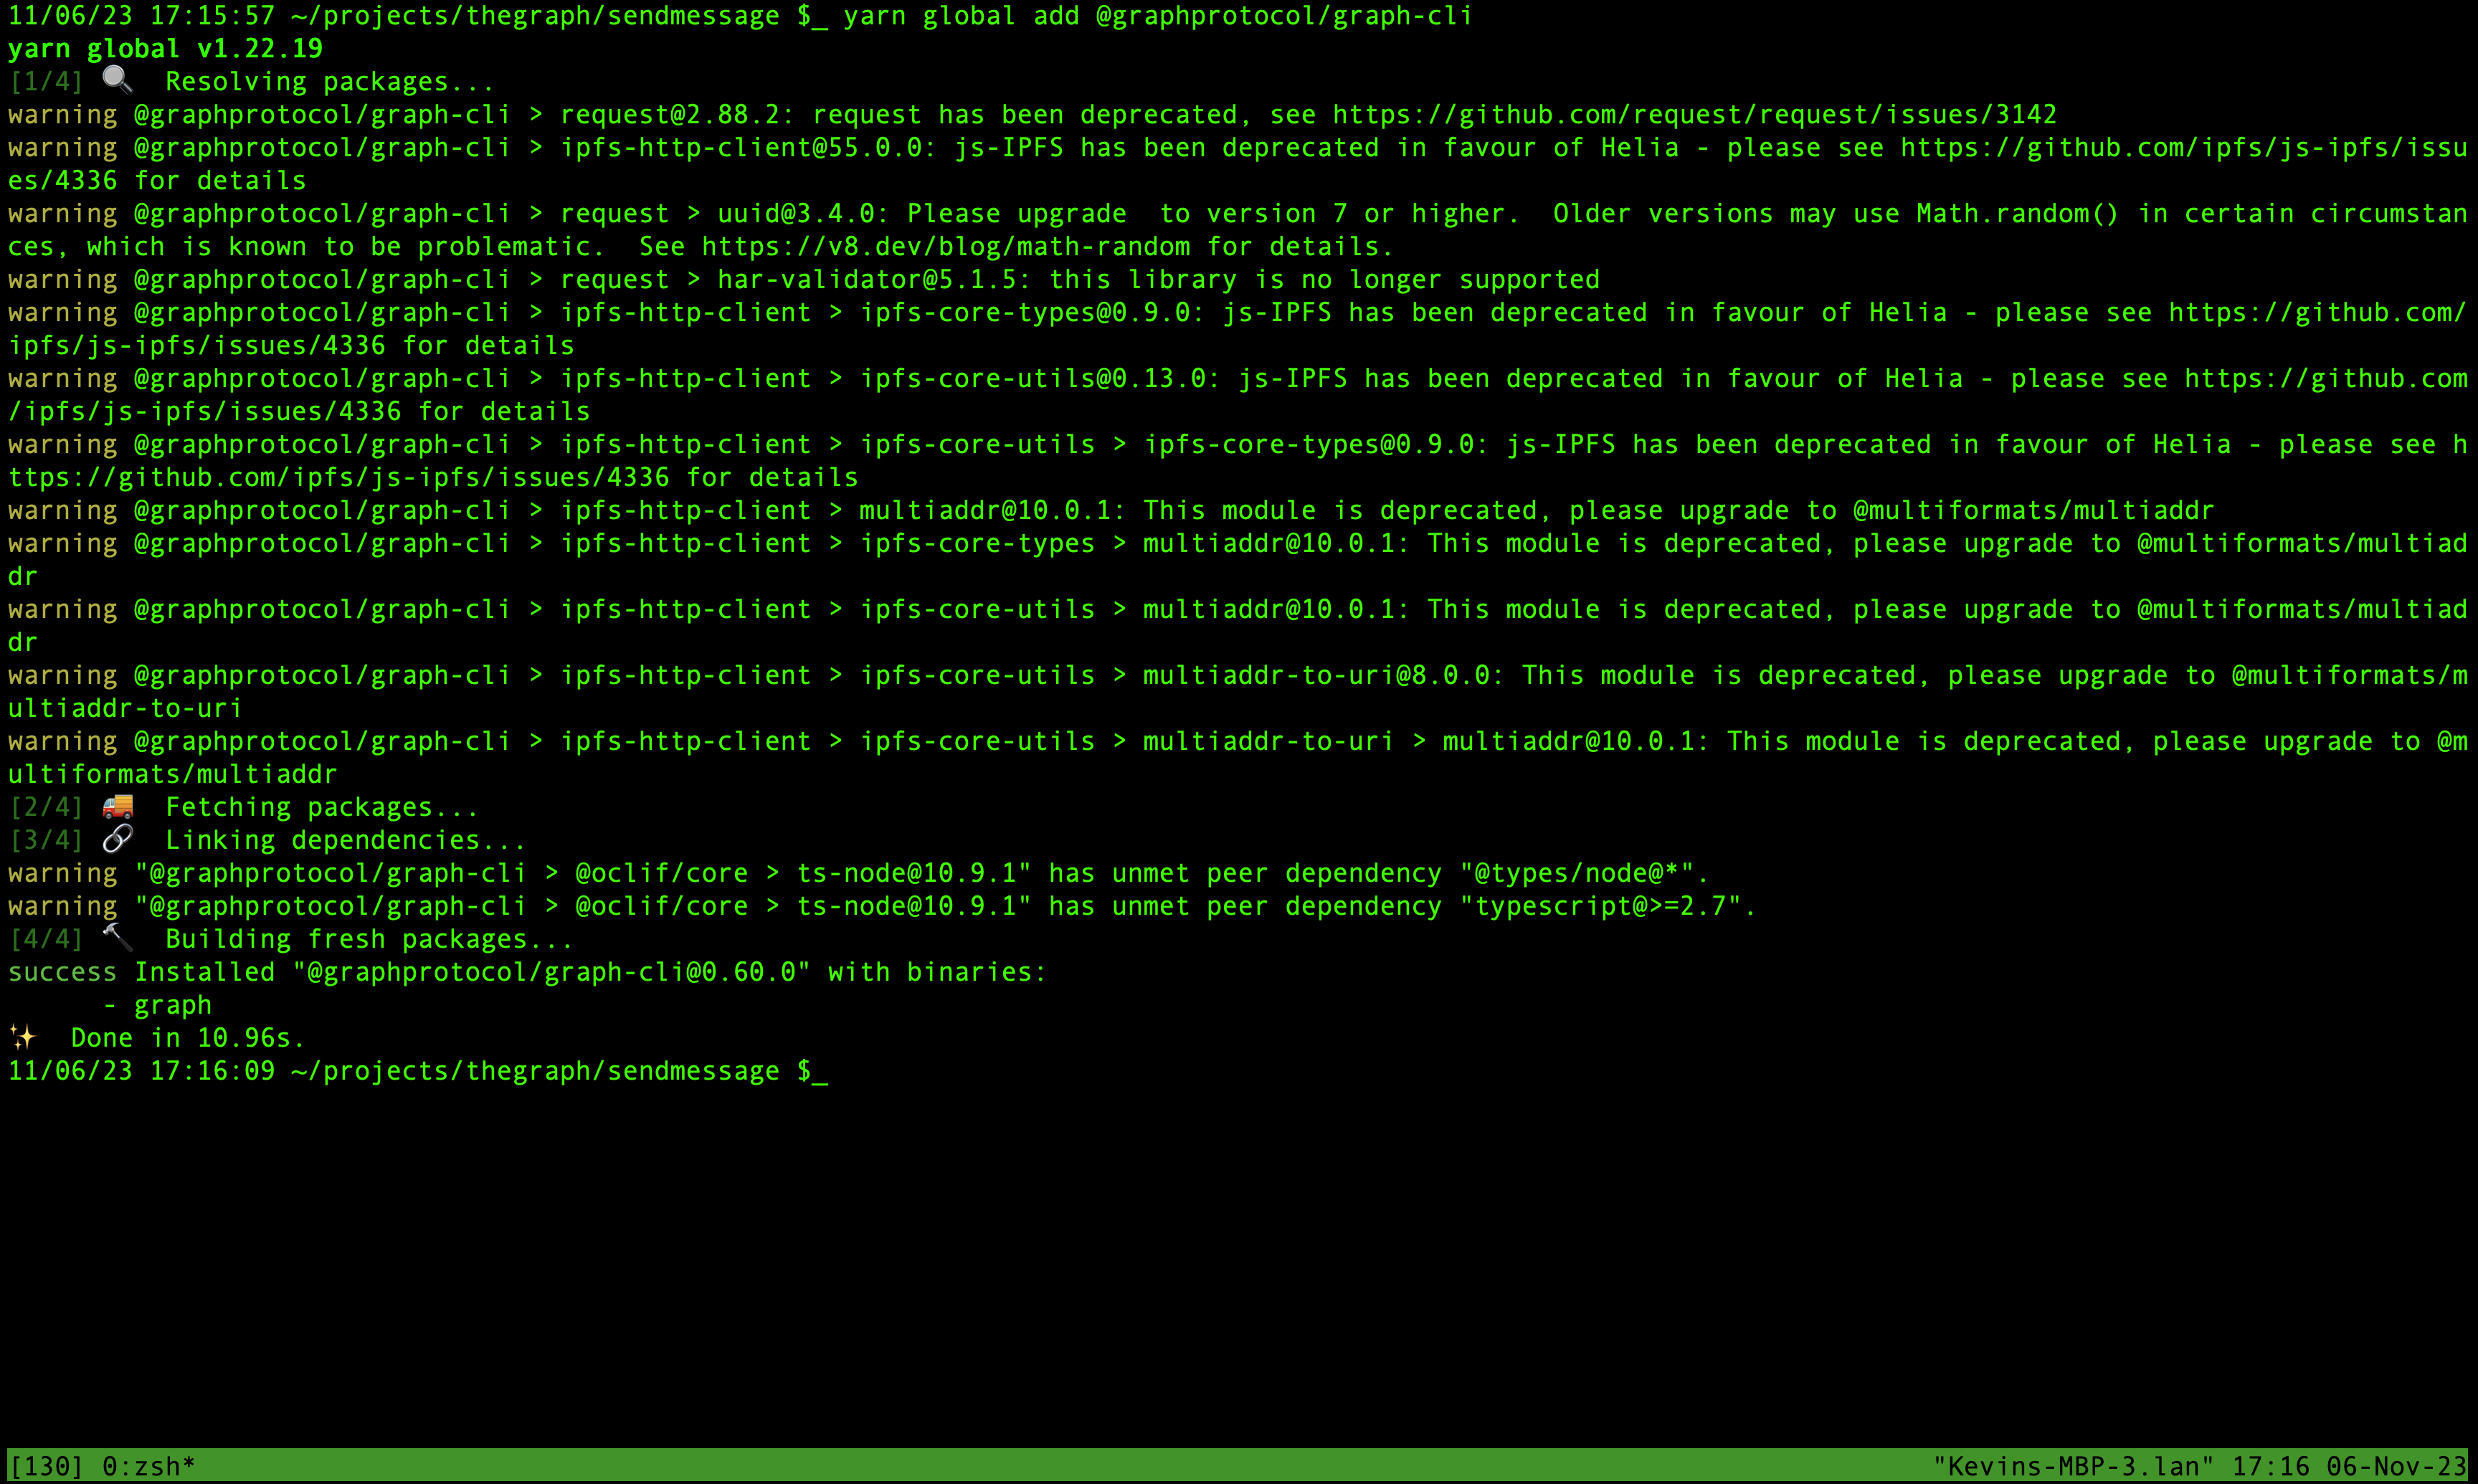 11/06/23 17:15:57 ~/projects/thegraph/sendmessage $_ yarn global add @graphprotocol/graph-cli
yarn global v1.22.19
[1/4] 🔍  Resolving packages...
warning @graphprotocol/graph-cli > request@2.88.2: request has been deprecated, see https://github.com/request/request/issues/3142
warning @graphprotocol/graph-cli > ipfs-http-client@55.0.0: js-IPFS has been deprecated in favour of Helia - please see https://github.com/ipfs/js-ipfs/issu
es/4336 for details
warning @graphprotocol/graph-cli > request > uuid@3.4.0: Please upgrade  to version 7 or higher.  Older versions may use Math.random() in certain circumstan
ces, which is known to be problematic.  See https://v8.dev/blog/math-random for details.
warning @graphprotocol/graph-cli > request > har-validator@5.1.5: this library is no longer supported
warning @graphprotocol/graph-cli > ipfs-http-client > ipfs-core-types@0.9.0: js-IPFS has been deprecated in favour of Helia - please see https://github.com/
ipfs/js-ipfs/issues/4336 for details
warning @graphprotocol/graph-cli > ipfs-http-client > ipfs-core-utils@0.13.0: js-IPFS has been deprecated in favour of Helia - please see https://github.com
/ipfs/js-ipfs/issues/4336 for details
warning @graphprotocol/graph-cli > ipfs-http-client > ipfs-core-utils > ipfs-core-types@0.9.0: js-IPFS has been deprecated in favour of Helia - please see h
ttps://github.com/ipfs/js-ipfs/issues/4336 for details
warning @graphprotocol/graph-cli > ipfs-http-client > multiaddr@10.0.1: This module is deprecated, please upgrade to @multiformats/multiaddr
warning @graphprotocol/graph-cli > ipfs-http-client > ipfs-core-types > multiaddr@10.0.1: This module is deprecated, please upgrade to @multiformats/multiad
dr
warning @graphprotocol/graph-cli > ipfs-http-client > ipfs-core-utils > multiaddr@10.0.1: This module is deprecated, please upgrade to @multiformats/multiad
dr
warning @graphprotocol/graph-cli > ipfs-http-client > ipfs-core-utils > multiaddr-to-uri@8.0.0: This module is deprecated, please upgrade to @multiformats/m
ultiaddr-to-uri
warning @graphprotocol/graph-cli > ipfs-http-client > ipfs-core-utils > multiaddr-to-uri > multiaddr@10.0.1: This module is deprecated, please upgrade to @m
ultiformats/multiaddr
[2/4] 🚚  Fetching packages...
[3/4] 🔗  Linking dependencies...
warning "@graphprotocol/graph-cli > @oclif/core > ts-node@10.9.1" has unmet peer dependency "@types/node@*".
warning "@graphprotocol/graph-cli > @oclif/core > ts-node@10.9.1" has unmet peer dependency "typescript@>=2.7".
[4/4] 🔨  Building fresh packages...
success Installed "@graphprotocol/graph-cli@0.60.0" with binaries:
      - graph
✨  Done in 10.96s.
11/06/23 17:16:09 ~/projects/thegraph/sendmessage $_
[130] 0:zsh* "Kevins-MBP-3.lan" 17:16 06-Nov-23